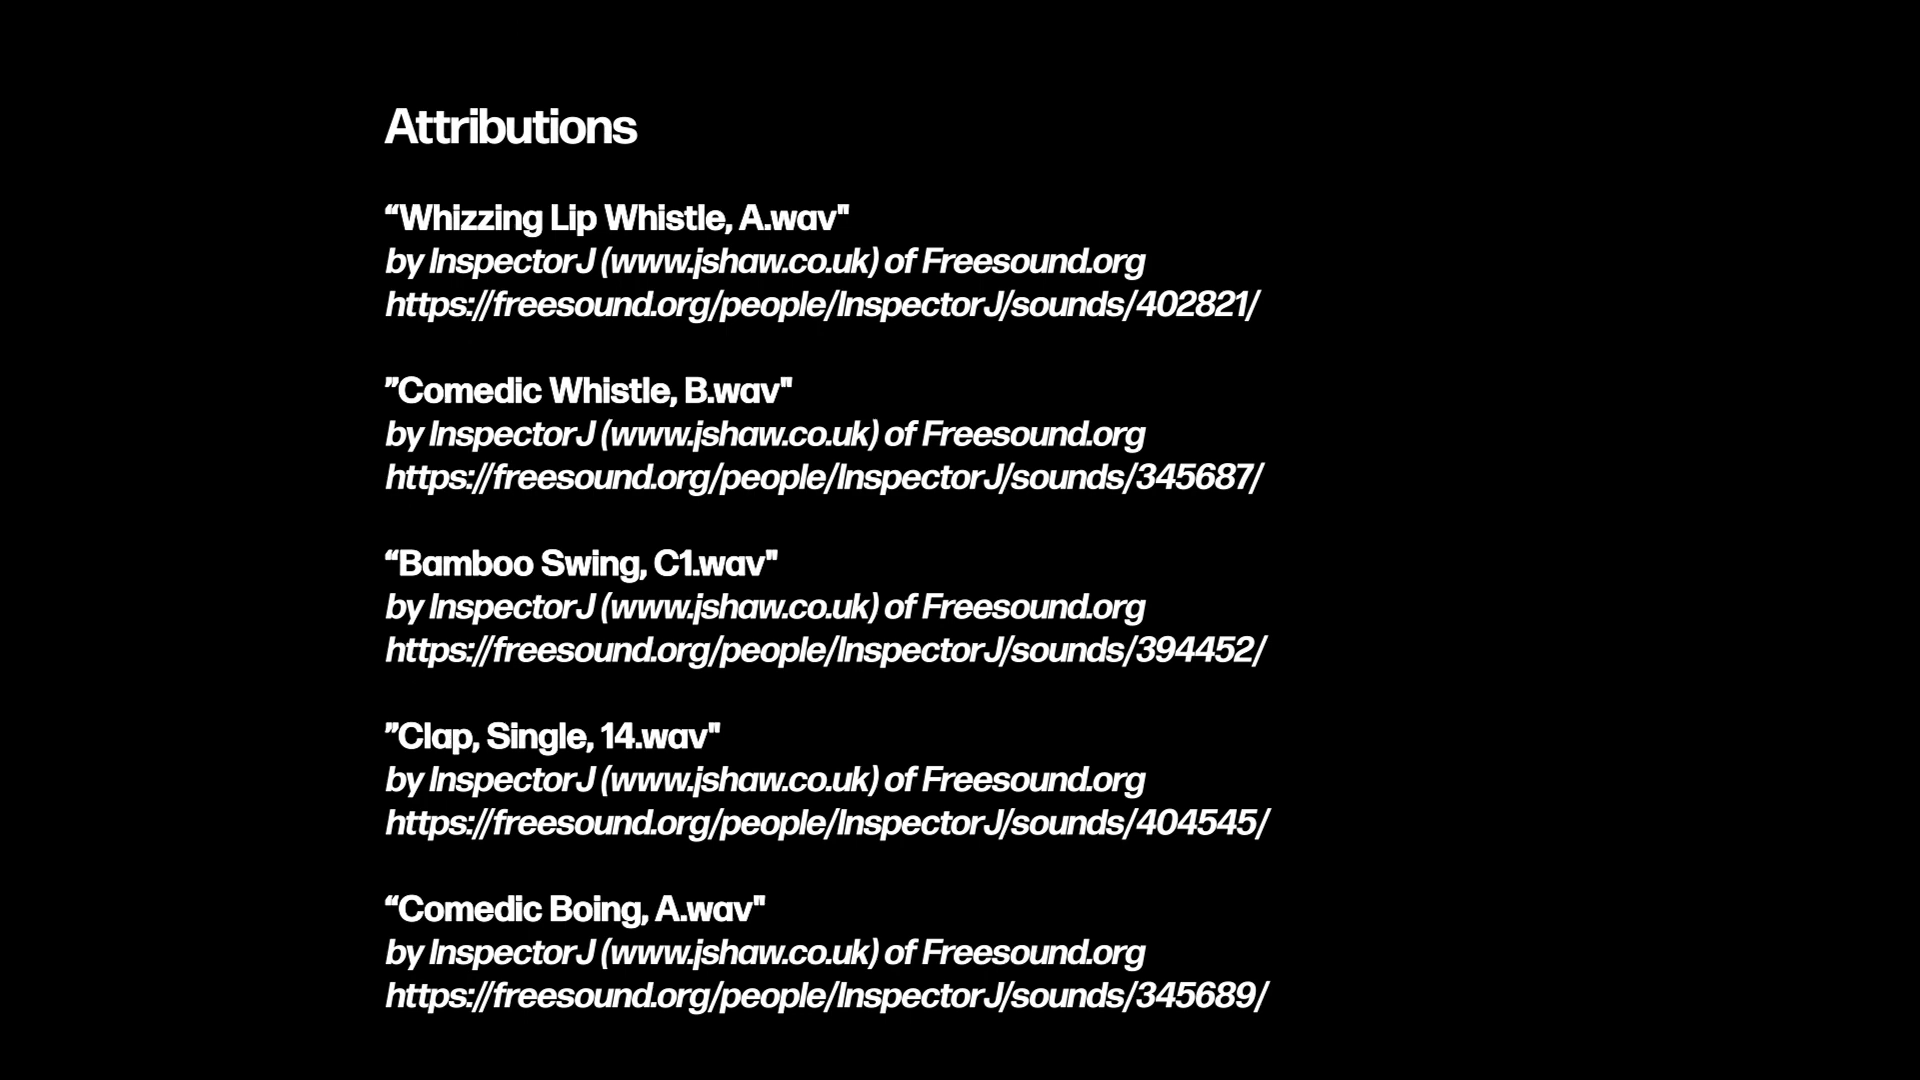 Attributions
“Whizzing Lip Whistle, A.wav"
by InspectorJ (www.jshaw.co.uk) of Freesound.org
https://freesound.org/people/InspectorJ/sounds/402821/
”Comedic Whistle, B.wav"
by InspectorJ (www.jshaw.co.uk) of Freesound.org
https://freesound.org/people/InspectorJ/sounds/345687/
“Bamboo Swing, C1.wav"
by InspectorJ (www.jshaw.co.uk) of Freesound.org
https://freesound.org/people/InspectorJ/sounds/394452/
”Clap, Single, 14.wav"
by InspectorJ (www.jshaw.co.uk) of Freesound.org
https://freesound.org/people/InspectorJ/sounds/404545/
“Comedic Boing, A.wav"
by InspectorJ (www.jshaw.co.uk) of Freesound.org
https://freesound.org/people/InspectorJ/sounds/345689/